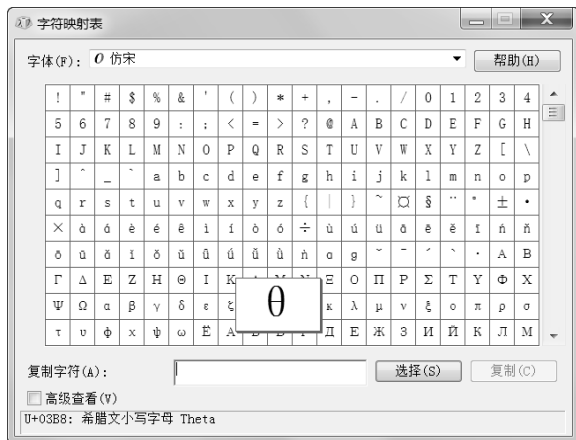 字符映射表
字体(F): O 仿宋 帮助(H)
! " # $ % & ' ( ) * + , - . / 0 1 2 3 4
5 6 7 8 9 : ; < = > ? @ A B C D E F G H
I J K L M N O P Q R S T U V W X Y Z [ \
] ^ _ ` a b c d e f g h i j k l m n o p
q r s t u v w x y z { | } ~ ¤ § ¨ ° ± ·
× à á è é ê ì í ò ó ÷ ù ú ü ā ē ě ī ń ň
ō ū ǎ ǐ ǒ ǔ ǖ ǘ ǚ ǜ ǹ ɑ ɡ ˇ ˉ ˊ ˋ ˙ Α Β
Γ Δ Ε Ζ Η Θ Ι Κ Ξ Ο Π Ρ Σ Τ Υ Φ Χ
Ψ Ω α β γ δ ε ζ θ κ λ μ ν ξ ο π ρ σ
τ υ φ χ ψ ω Ё А Д Е Ж З И Й К Л М
复制字符(A): 选择(S) 复制(C)
高级查看(V)
U+03B8: 希腊文小写字母 Theta